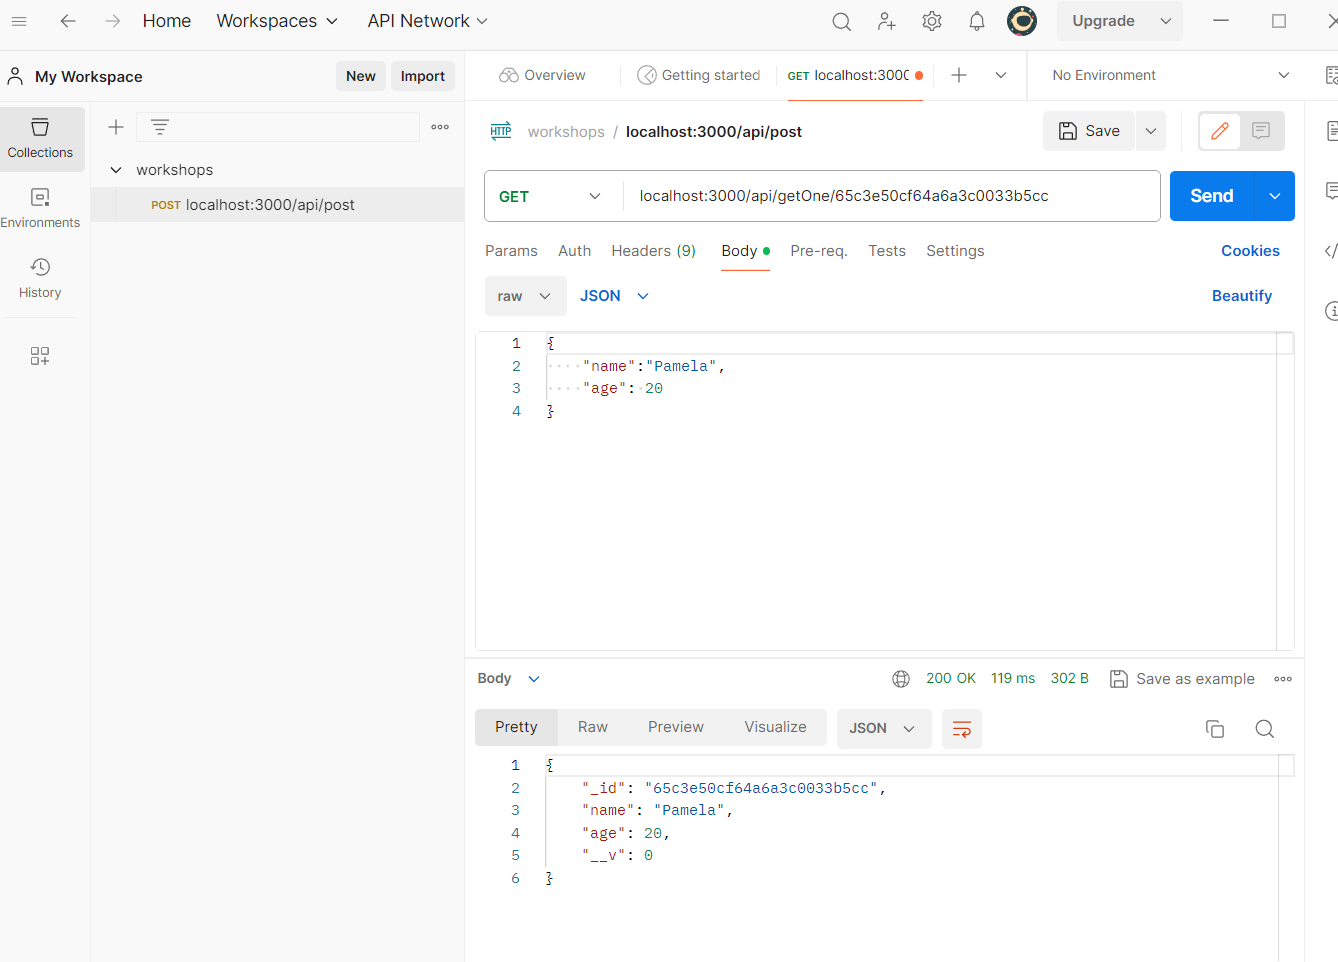 Home Workspaces API Network Upgrade
My Workspace New Import
Overview Getting started GET localhost:3000 No Environment
Collections
Environments
History
workshops
POST localhost:3000/api/post
HTTP workshops / localhost:3000/api/post Save
GET localhost:3000/api/getOne/65c3e50cf64a6a3c0033b5cc Send
Params Auth Headers (9) Body Pre-req. Tests Settings Cookies
raw JSON Beautify
1 {
2 "name":"Pamela",
3 "age": 20
4 }
Body 200 OK 119 ms 302 B Save as example
Pretty Raw Preview Visualize JSON
1 {
2 "_id": "65c3e50cf64a6a3c0033b5cc",
3 "name": "Pamela",
4 "age": 20,
5 "__v": 0
6 }